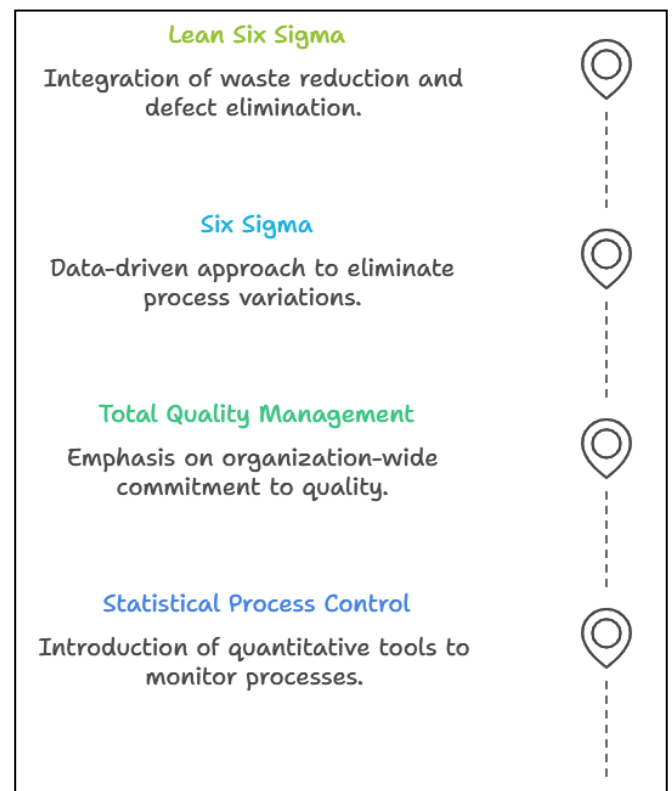 Lean Six Sigma
Integration of waste reduction and
defect elimination.
Six Sigma
Data-driven approach to eliminate
process variations.
Total Quality Management
Emphasis on organization-wide
commitment to quality.
Statistical Process Control
Introduction of quantitative tools to
monitor processes.